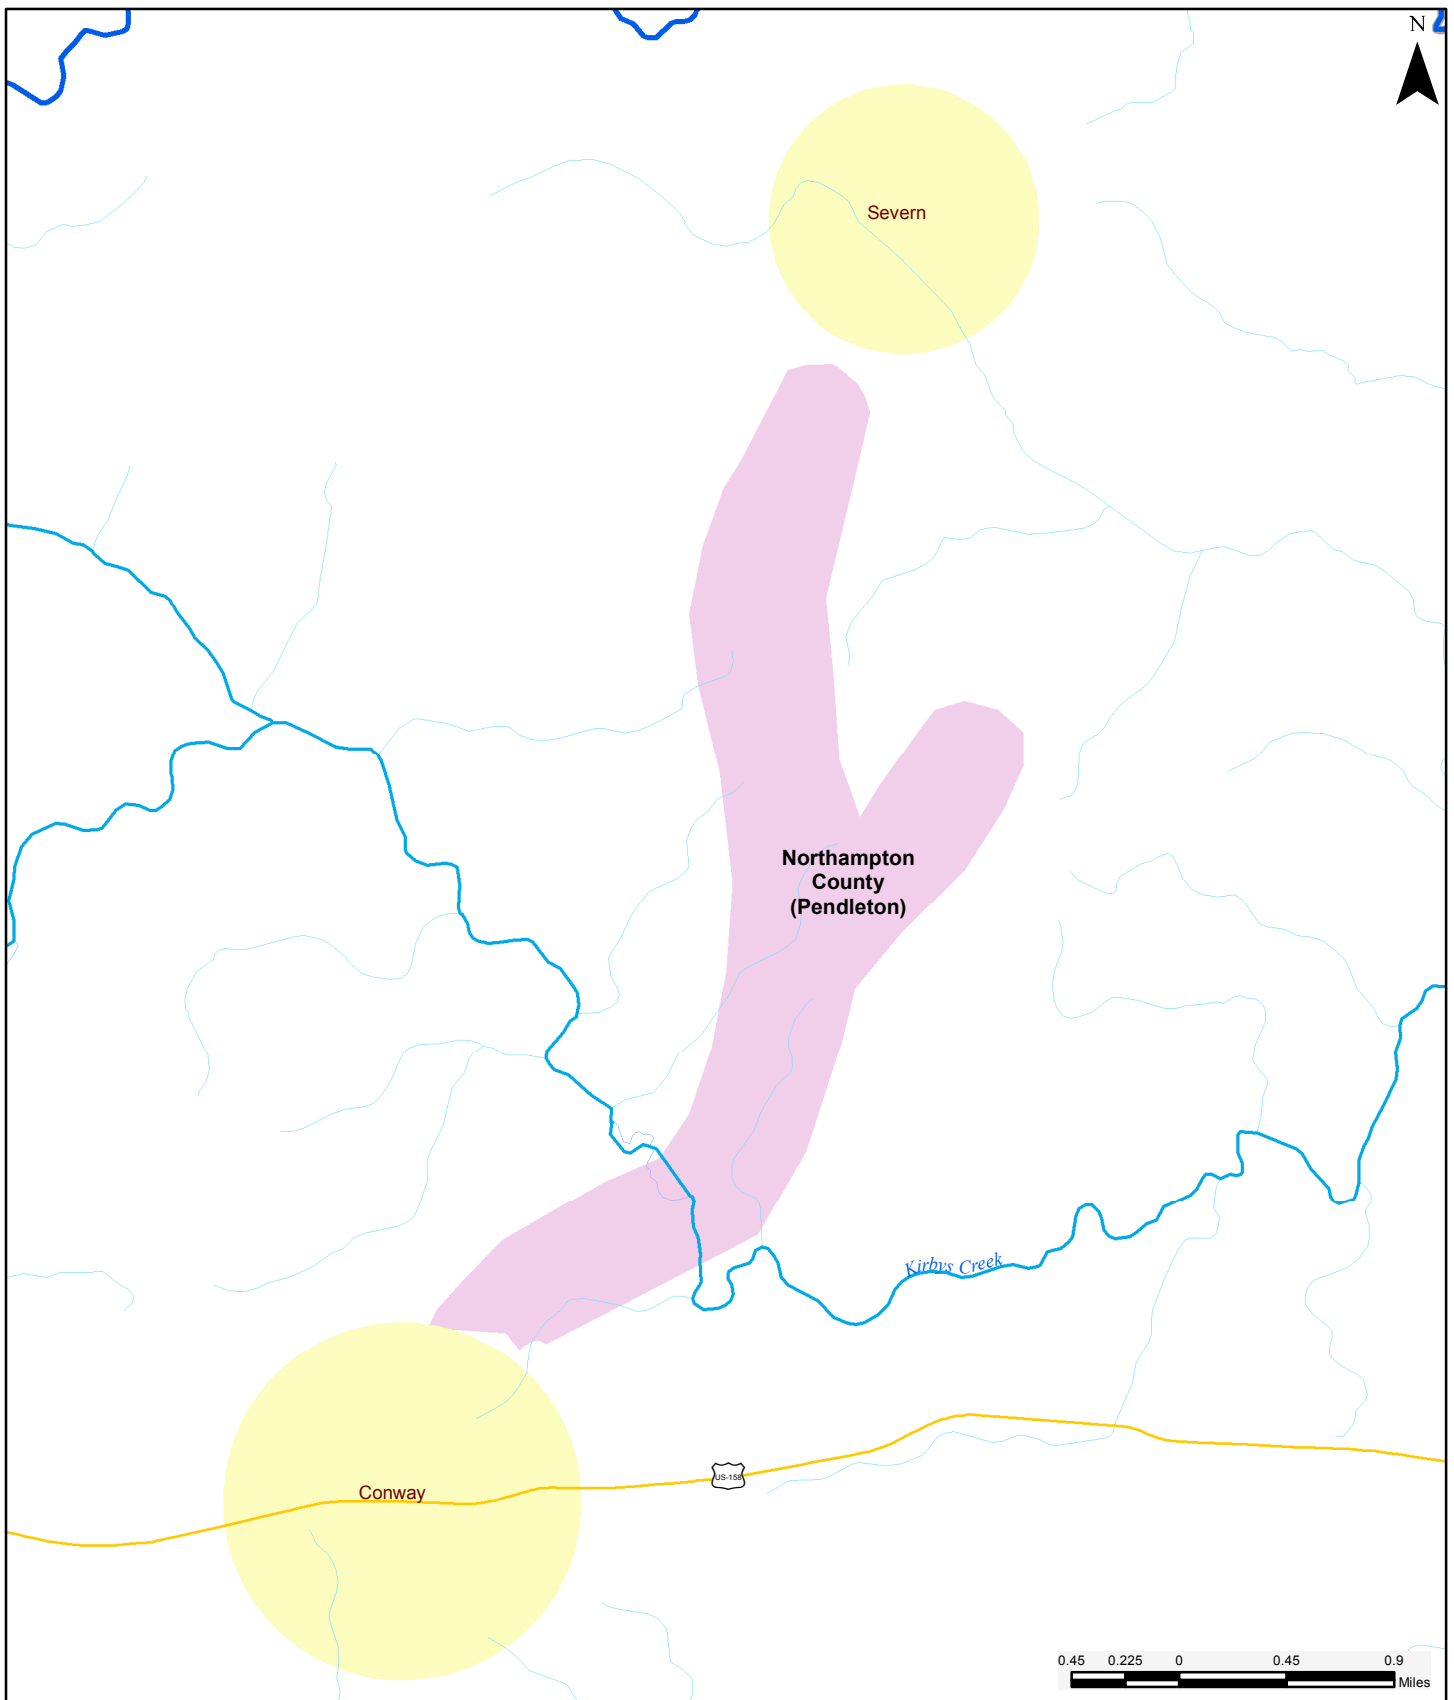 N
Severn
Northampton
County
(Pendleton)
Kirbys Creek
US-158
Conway
0.45 0.225 0 0.45 0.9
Miles